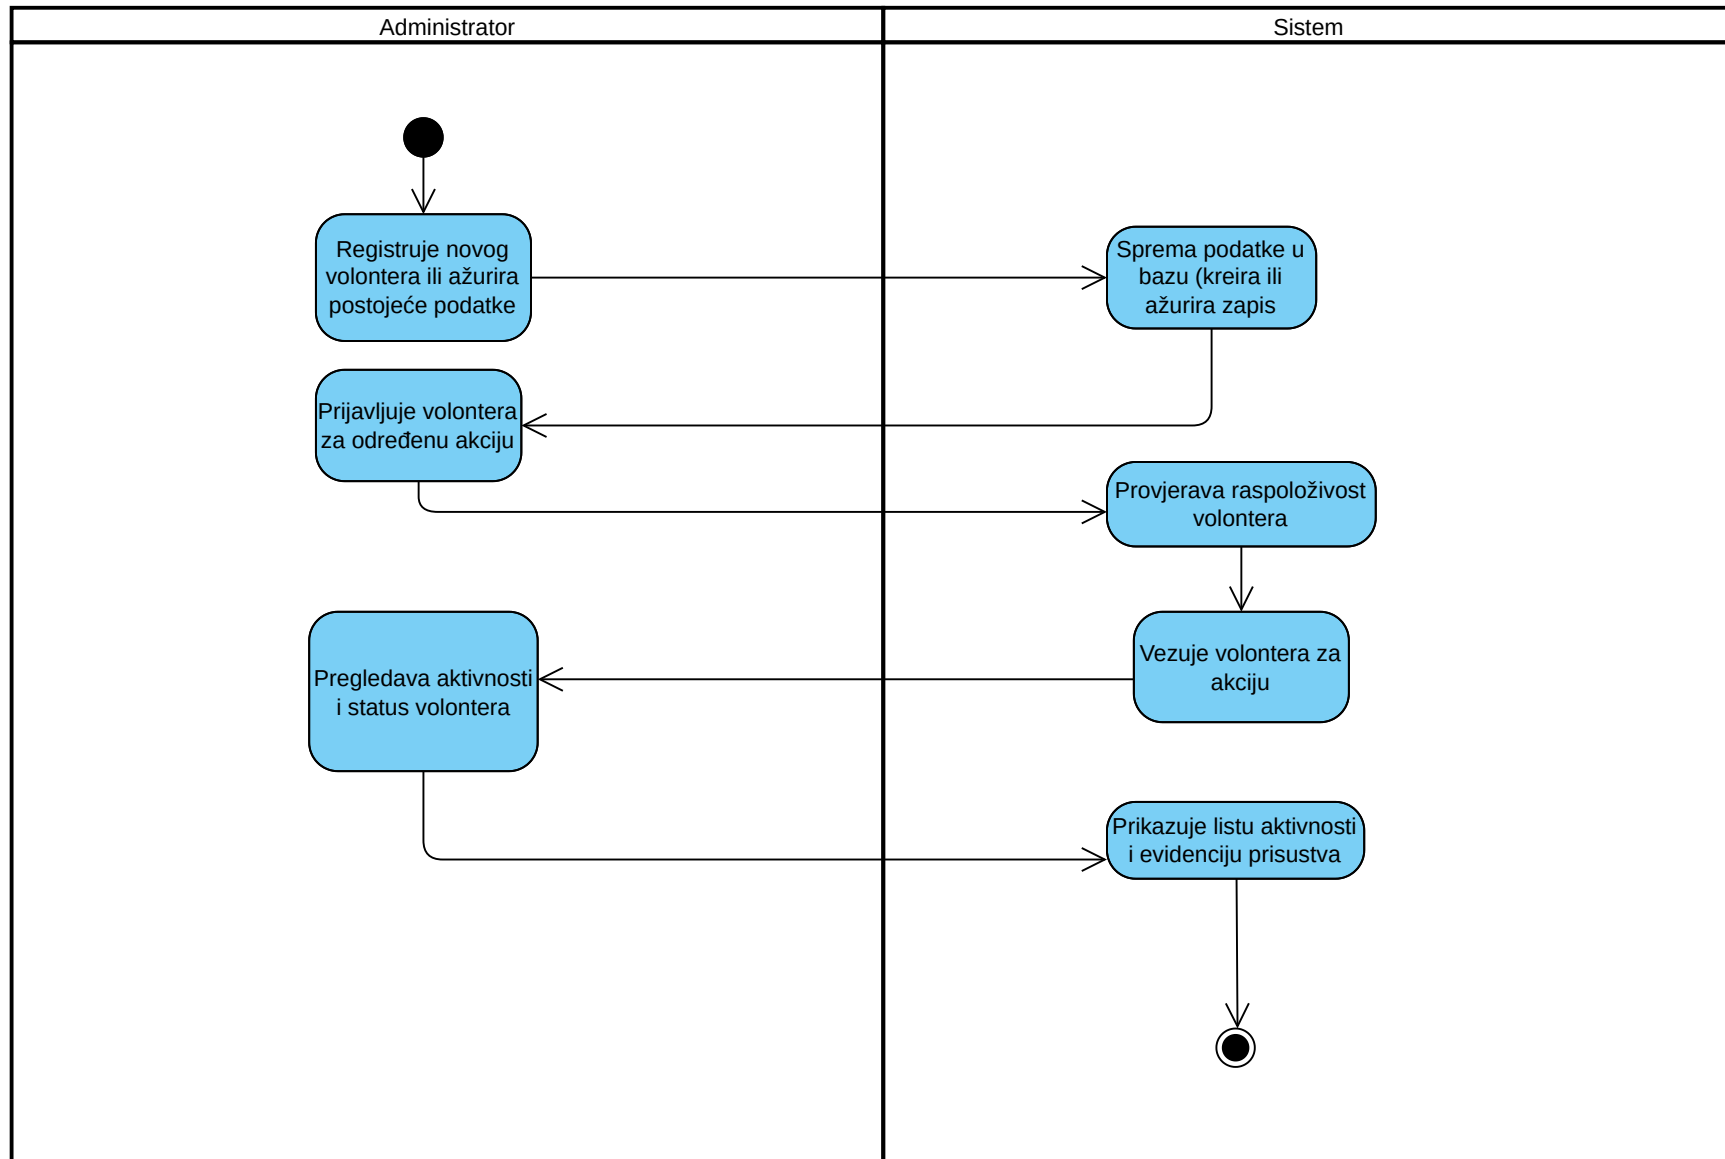 Administrator
Sistem
Registruje novog
volontera ili ažurira
postojeće podatke
Sprema podatke u
bazu (kreira ili
ažurira zapis
Prijavljuje volontera
za određenu akciju
Provjerava raspoloživost
volontera
Vezuje volontera za
akciju
Pregledava aktivnosti
i status volontera
Prikazuje listu aktivnosti
i evidenciju prisustva